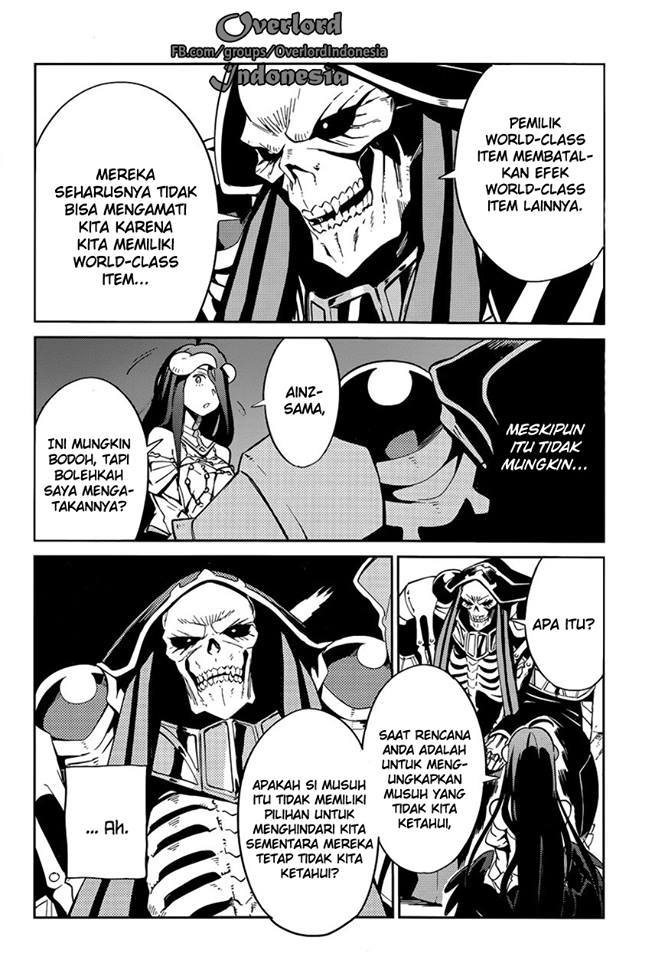 Overlord
FB.com/groups/OverlordIndonesia
Indonesia
PEMILIK
WORLD-CLASS
ITEM MEMBATAL-
KAN EFEK
WORLD-CLASS
ITEM LAINNYA.
MEREKA
SEHARUSNYA TIDAK
BISA MENGAMATI
KITA KARENA
KITA MEMILIKI
WORLD-CLASS
ITEM...
MESKIPUN
ITU TIDAK
MUNGKIN...
AINZ-
SAMA,
INI MUNGKIN
BODOH, TAPI
BOLEHKAH
SAYA MENGA-
TAKANNYA?
APA ITU?
SAAT RENCANA
ANDA ADALAH
UNTUK MENG-
UNGKAPKAN
MUSUH YANG
TIDAK KITA
KETAHUI,
APAKAH SI MUSUH
ITU TIDAK MEMILIKI
PILIHAN UNTUK
MENGHINDARI KITA
SEMENTARA MEREKA
TETAP TIDAK KITA
KETAHUI?
... Ah.